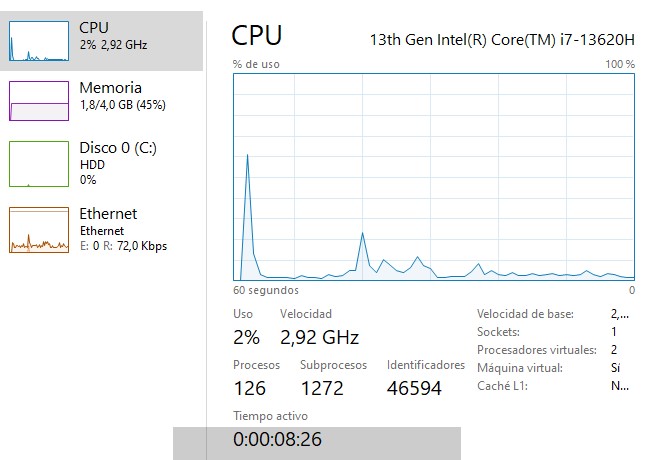 CPU
2% 2,92 GHz
Memoria
1,8/4,0 GB (45%)
Disco 0 (C:)
HDD
0%
Ethernet
Ethernet
E: 0 R: 72,0 Kbps
CPU 13th Gen Intel(R) Core(TM) i7-13620H
% de uso 100 %
60 segundos 0
Uso Velocidad
2% 2,92 GHz
Procesos Subprocesos Identificadores
126 1272 46594
Tiempo activo
0:00:08:26
Velocidad de base: 2,...
Sockets: 1
Procesadores virtuales: 2
Máquina virtual: Sí
Caché L1: N...